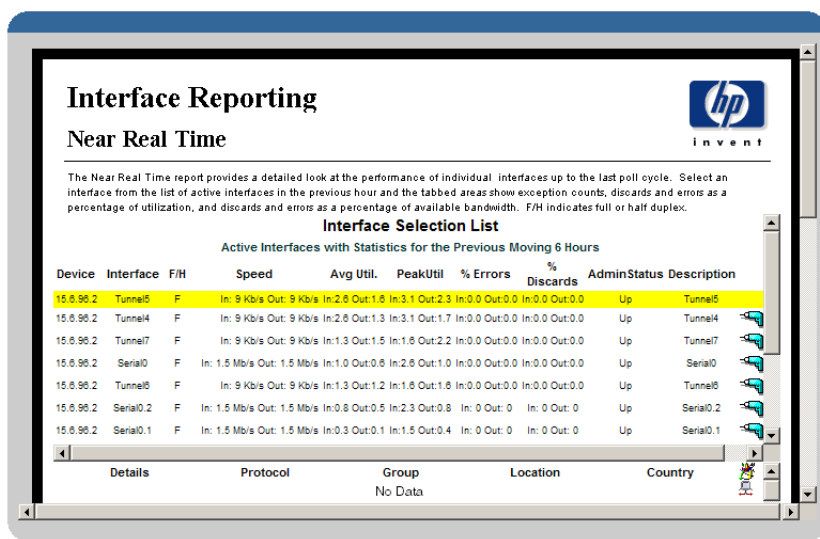 Interface Reporting
Near Real Time
hp
invent
The Near Real Time report provides a detailed look at the performance of individual interfaces up to the last poll cycle. Select an
interface from the list of active interfaces in the previous hour and the tabbed areas show exception counts, discards and errors as a
percentage of utilization, and discards and errors as a percentage of available bandwidth. F/H indicates full or half duplex.
Interface Selection List
Active Interfaces with Statistics for the Previous Moving 6 Hours
Device Interface F/H Speed Avg Util. PeakUtil % Errors % Discards AdminStatus Description
15.6.96.2 Tunnel5 F In: 9 Kb/s Out: 9 Kb/s In:2.6 Out:1.6 In:3.1 Out:2.3 In:0.0 Out:0.0 In:0.0 Out:0.0 Up Tunnel5
15.6.96.2 Tunnel4 F In: 9 Kb/s Out: 9 Kb/s In:2.6 Out:1.3 In:3.1 Out:1.7 In:0.0 Out:0.0 In:0.0 Out:0.0 Up Tunnel4
15.6.96.2 Tunnel7 F In: 9 Kb/s Out: 9 Kb/s In:1.3 Out:1.5 In:1.6 Out:2.2 In:0.0 Out:0.0 In:0.0 Out:0.0 Up Tunnel7
15.6.96.2 Serial0 F In: 1.5 Mb/s Out: 1.5 Mb/s In:1.0 Out:0.6 In:2.6 Out:1.0 In:0.0 Out:0.0 In:0.0 Out:0.0 Up Serial0
15.6.96.2 Tunnel6 F In: 9 Kb/s Out: 9 Kb/s In:1.3 Out:1.2 In:1.6 Out:1.6 In:0.0 Out:0.0 In:0.0 Out:0.0 Up Tunnel6
15.6.96.2 Serial0.2 F In: 1.5 Mb/s Out: 1.5 Mb/s In:0.8 Out:0.5 In:2.3 Out:0.8 In: 0 Out: 0 In: 0 Out: 0 Up Serial0.2
15.6.96.2 Serial0.1 F In: 1.5 Mb/s Out: 1.5 Mb/s In:0.3 Out:0.1 In:1.5 Out:0.4 In: 0 Out: 0 In: 0 Out: 0 Up Serial0.1
Details Protocol Group Location Country
No Data